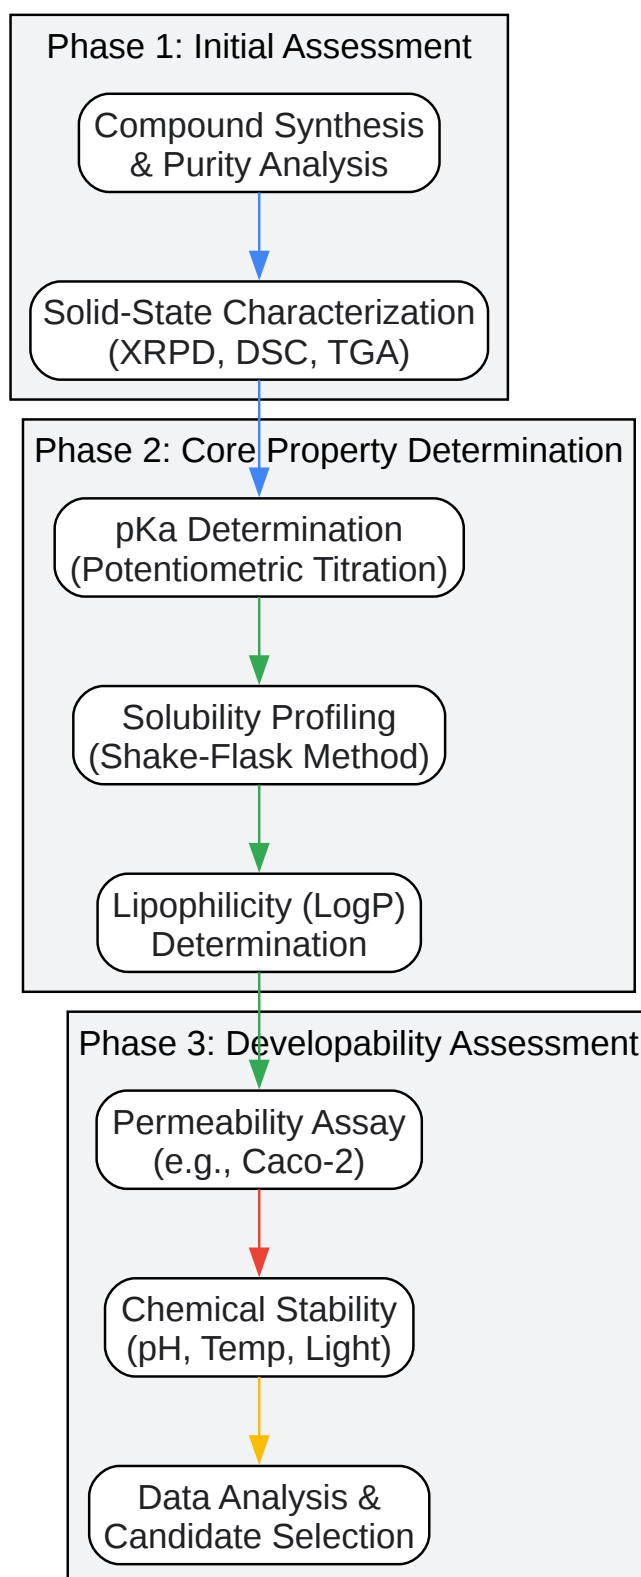 Phase 1: Initial Assessment
Compound Synthesis
& Purity Analysis
Solid-State Characterization
(XRPD, DSC, TGA)
Phase 2: Core Property Determination
pKa Determination
(Potentiometric Titration)
Solubility Profiling
(Shake-Flask Method)
Lipophilicity (LogP)
Determination
Phase 3: Developability Assessment
Permeability Assay
(e.g., Caco-2)
Chemical Stability
(pH, Temp, Light)
Data Analysis &
Candidate Selection